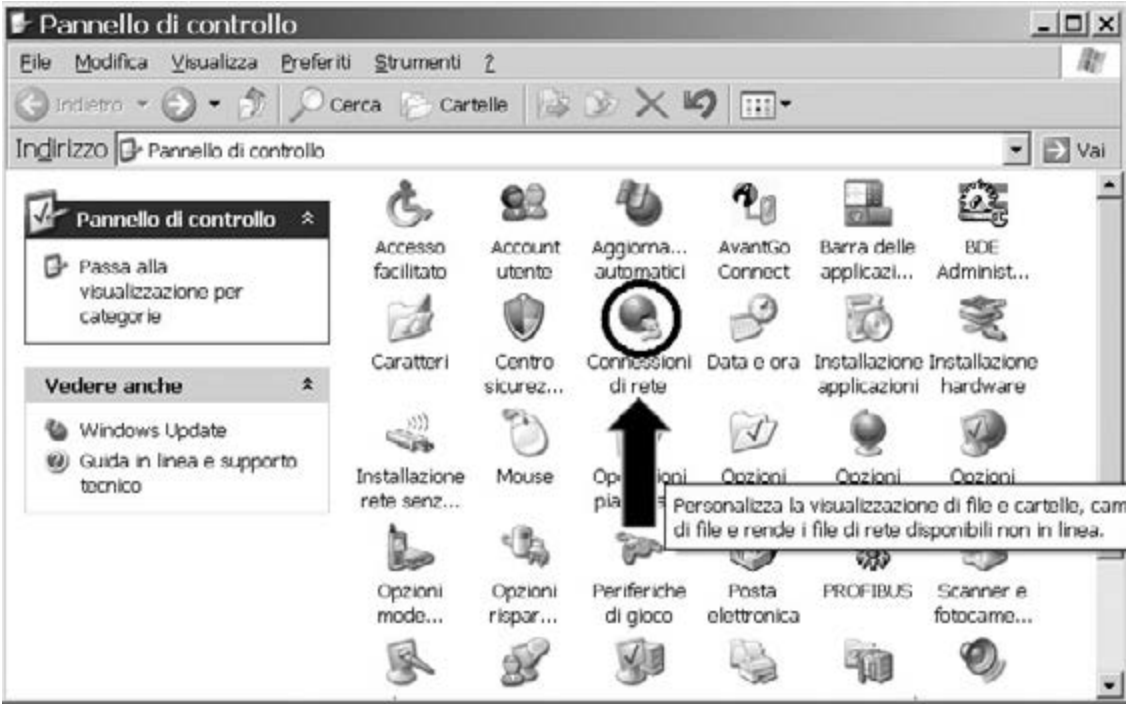 Pannello di controllo
File Modifica Visualizza Preferiti Strumenti ?
Indietro Cerca Cartelle
Indirizzo Pannello di controllo Vai
Pannello di controllo
Passa alla
visualizzazione per
categorie
Vedere anche
Windows Update
Guida in linea e supporto
tecnico
Accesso
facilitato
Account
utente
Aggiorna...
automatici
AvantGo
Connect
Barra delle
applicazi...
BDE
Administ...
Caratteri
Centro
sicurez...
Connessioni
di rete
Data e ora
Installazione
applicazioni
Installazione
hardware
Installazione
rete senz...
Mouse
Opzioni
Opzioni
Opzioni
Personalizza la visualizzazione di file e cartelle, cam
di file e rende i file di rete disponibili non in linea.
Opzioni
mode...
Opzioni
rispar...
Periferiche
di gioco
Posta
elettronica
PROFIBUS
Scanner e
fotocame...